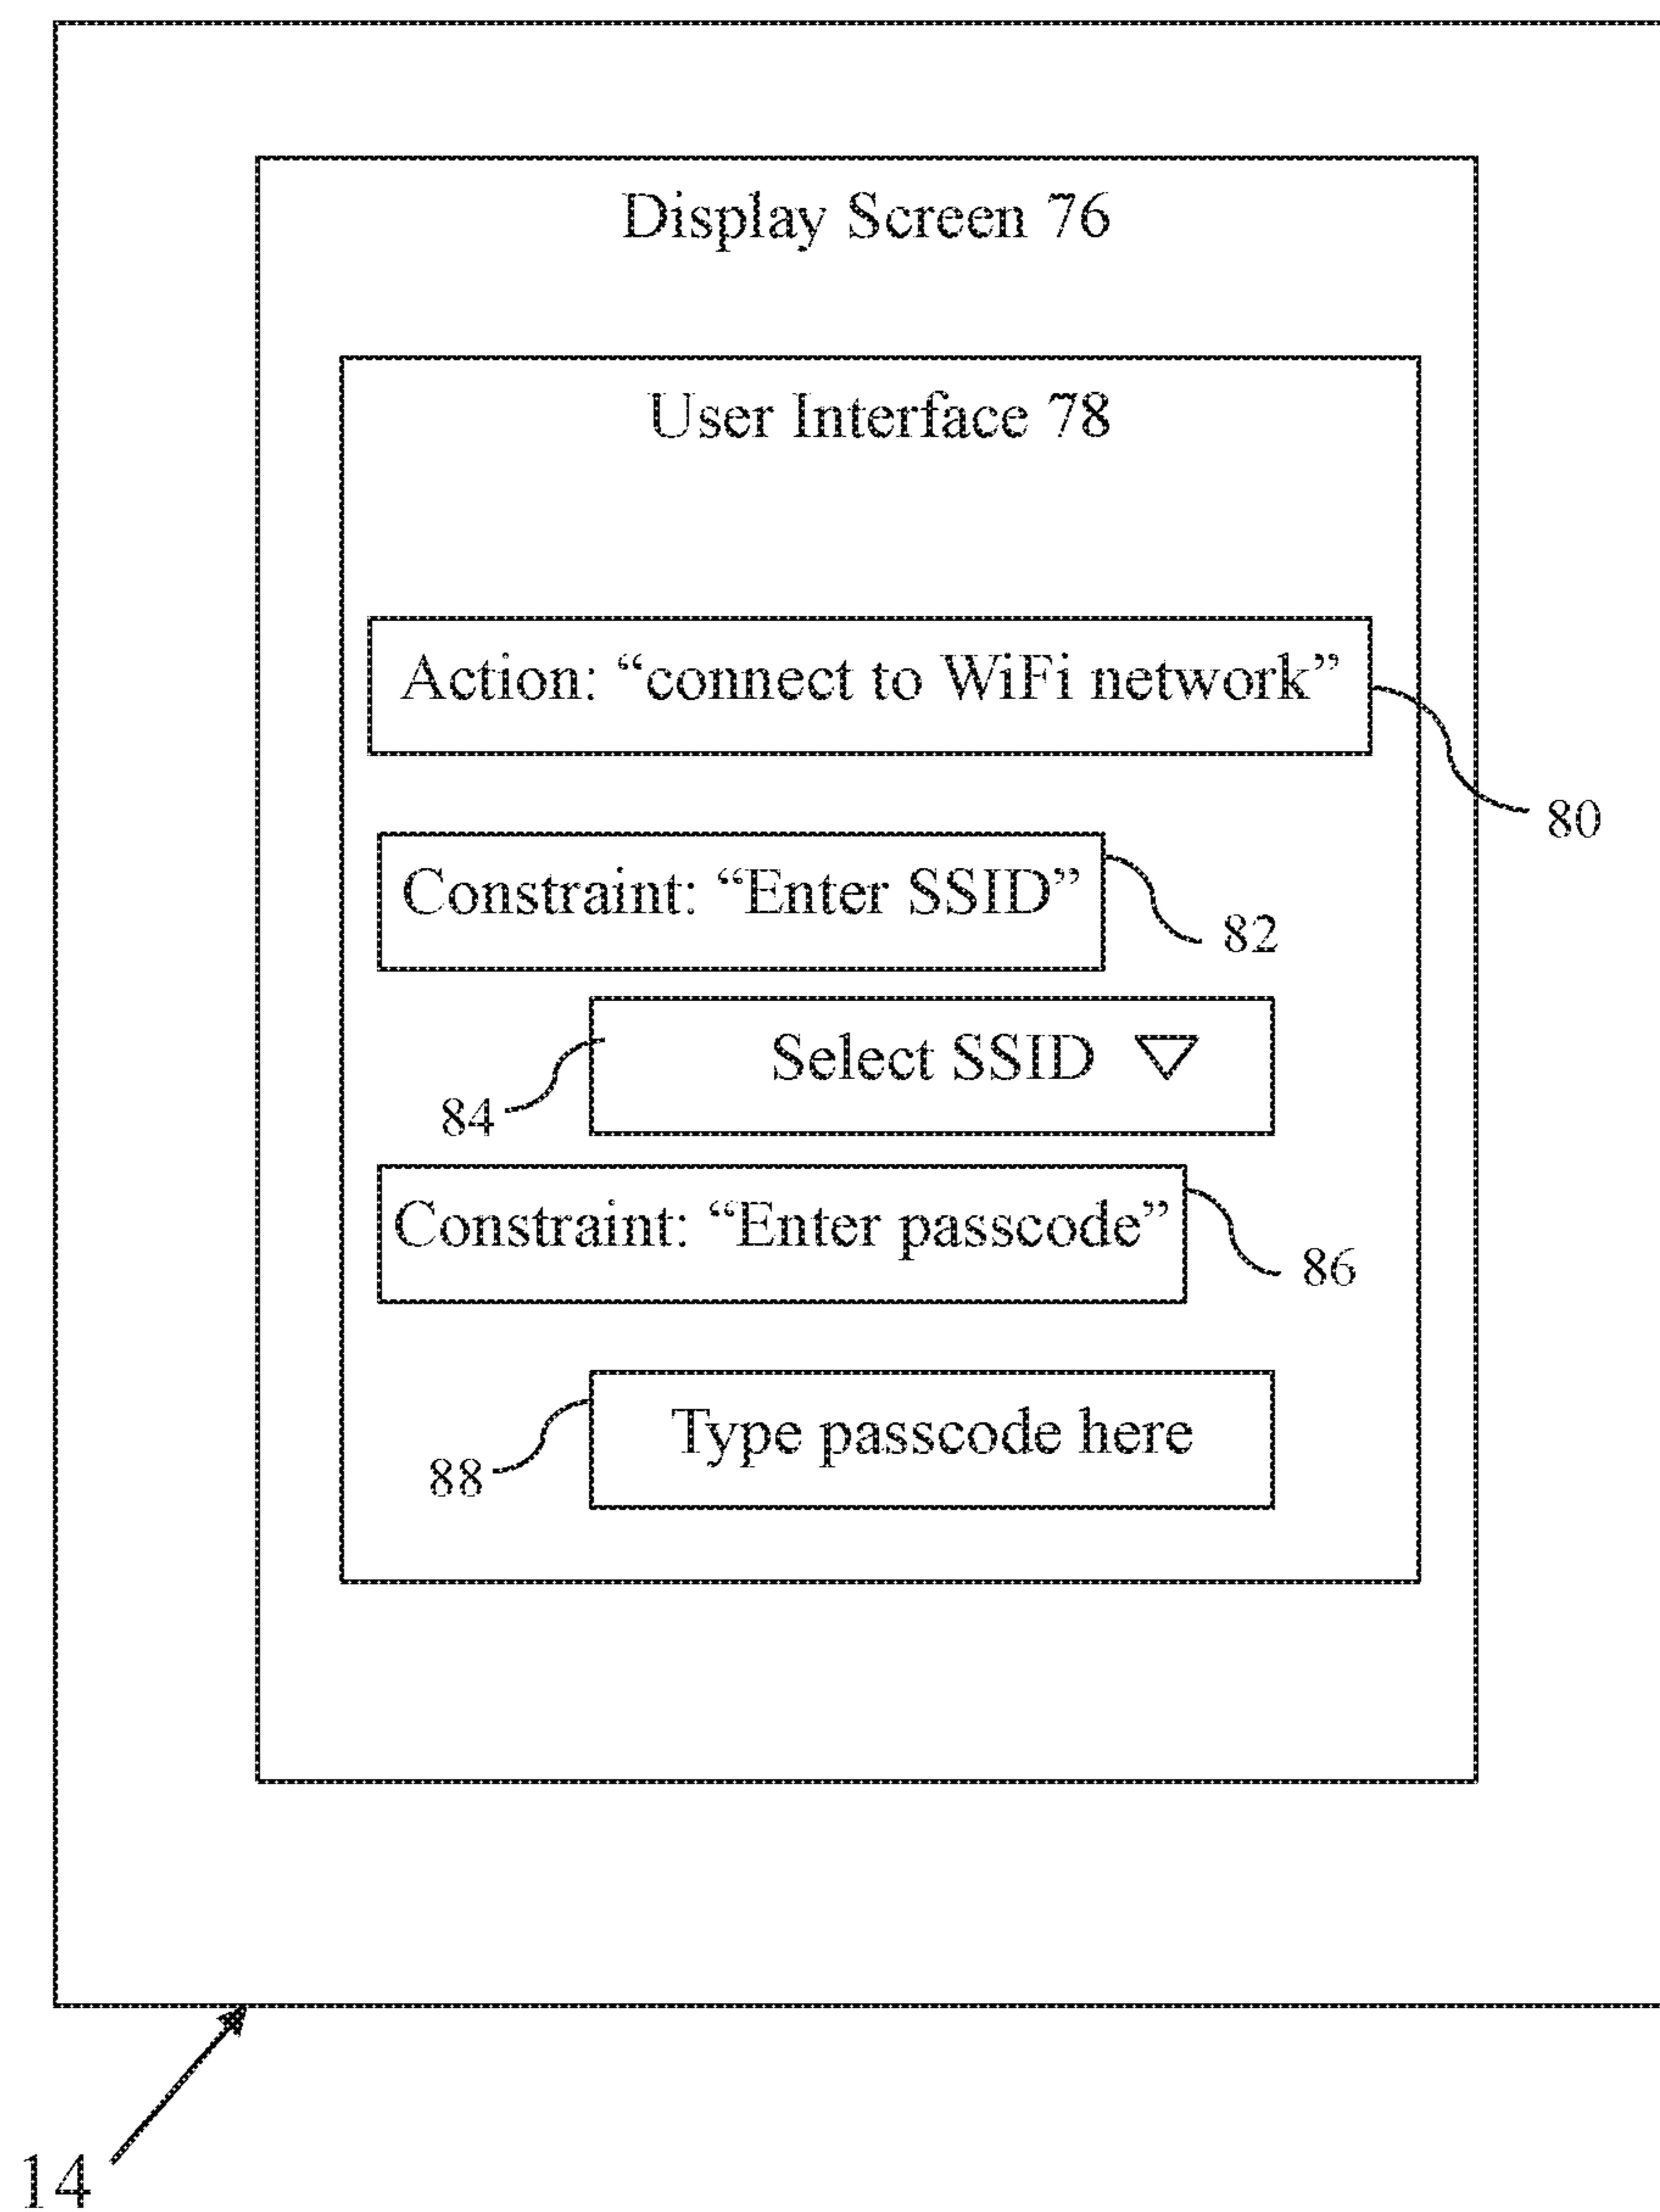 Display Screen 76
User Interface 78
Action: “connect to WiFi network”
80
Constraint: “Enter SSID”
82
Select SSID
84
Constraint: “Enter passcode”
86
Type passcode here
88
14